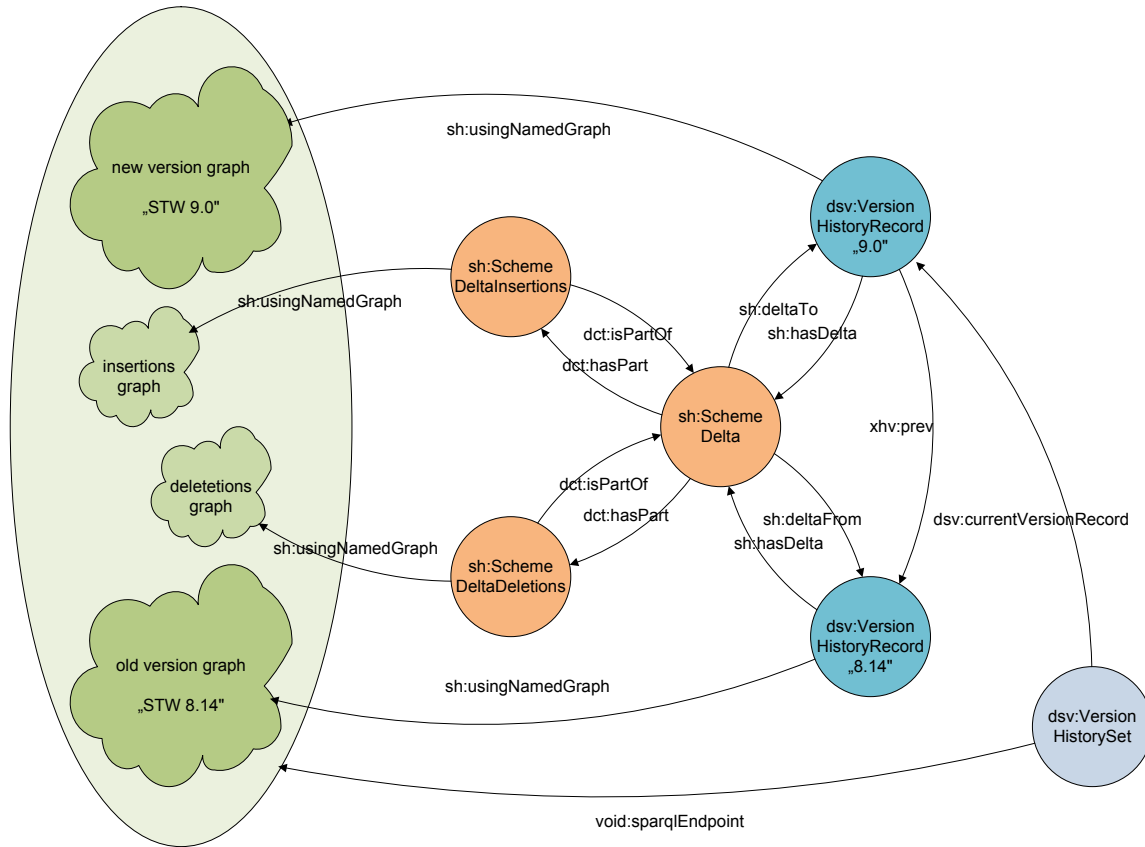 sh:usingNamedGraph
new version graph
„STW 9.0"
dsv:Version
HistoryRecord
„9.0"
sh:Scheme
DeltaInsertions
sh:usingNamedGraph
sh:deltaTo
sh:hasDelta
dct:isPartOf
dct:hasPart
insertions
graph
sh:Scheme
Delta
xhv:prev
dct:isPartOf
deletetions
graph
dct:hasPart
sh:deltaFrom
dsv:currentVersionRecord
sh:hasDelta
sh:usingNamedGraph
sh:Scheme
DeltaDeletions
dsv:Version
HistoryRecord
„8.14"
old version graph
„STW 8.14"
sh:usingNamedGraph
dsv:Version
HistorySet
void:sparqlEndpoint